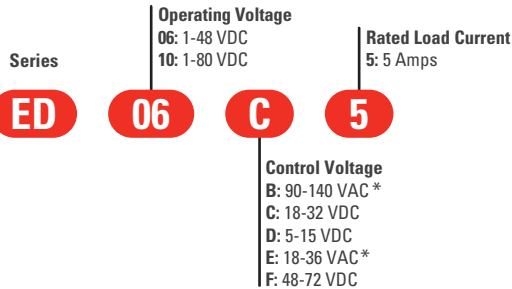 Operating Voltage
06: 1-48 VDC
10: 1-80 VDC
Rated Load Current
5: 5 Amps
Series
ED
06
C
5
Control Voltage
B: 90-140 VAC *
C: 18-32 VDC
D: 5-15 VDC
E: 18-36 VAC *
F: 48-72 VDC